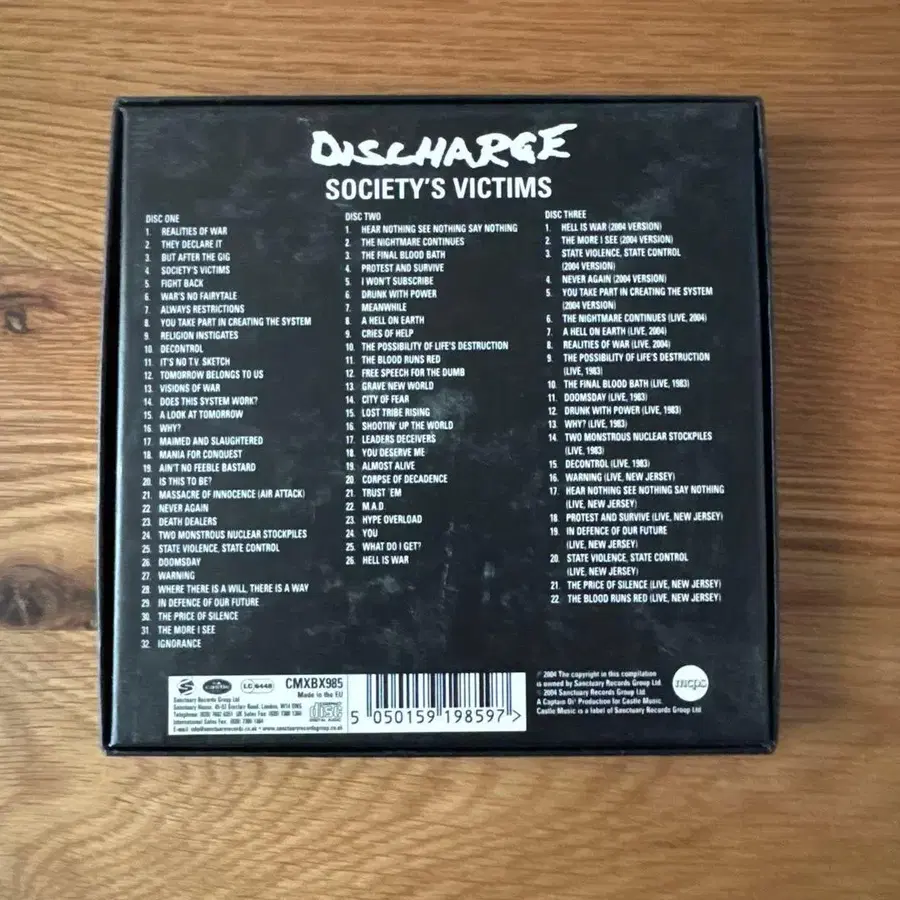 DISCHARGE
SOCIETY'S VICTIMS
DISC ONE
1. REALITIES OF WAR
2. THEY DECLARE IT
3. BUT AFTER THE GIG
4. SOCIETY'S VICTIMS
5. FIGHT BACK
6. WAR'S NO FAIRYTALE
7. ALWAYS RESTRICTIONS
8. YOU TAKE PART IN CREATING THE SYSTEM
9. RELIGION INSTIGATES
10. DECONTROL
11. IT'S NO T.V. SKETCH
12. TOMORROW BELONGS TO US
13. VISIONS OF WAR
14. DOES THIS SYSTEM WORK?
15. A LOOK AT TOMORROW
16. WHY?
17. MAIMED AND SLAUGHTERED
18. MANIA FOR CONQUEST
19. AIN'T NO FEEBLE BASTARD
20. IS THIS TO BE?
21. MASSACRE OF INNOCENCE (AIR ATTACK)
22. NEVER AGAIN
23. DEATH DEALERS
24. TWO MONSTROUS NUCLEAR STOCKPILES
25. STATE VIOLENCE, STATE CONTROL
26. DOOMSDAY
27. WARNING
28. WHERE THERE IS A WILL, THERE IS A WAY
29. IN DEFENCE OF OUR FUTURE
30. THE PRICE OF SILENCE
31. THE MORE I SEE
32. IGNORANCE
DISC TWO
1. HEAR NOTHING SEE NOTHING SAY NOTHING
2. THE NIGHTMARE CONTINUES
3. THE FINAL BLOOD BATH
4. PROTEST AND SURVIVE
5. I WON'T SUBSCRIBE
6. DRUNK WITH POWER
7. MEANWHILE
8. A HELL ON EARTH
9. CRIES OF HELP
10. THE POSSIBILITY OF LIFE'S DESTRUCTION
11. THE BLOOD RUNS RED
12. FREE SPEECH FOR THE DUMB
13. GRAVE NEW WORLD
14. CITY OF FEAR
15. LOST TRIBE RISING
16. SHOOTIN' UP THE WORLD
17. LEADERS DECEIVERS
18. YOU DESERVE ME
19. ALMOST ALIVE
20. CORPSE OF DECADENCE
21. TRUST 'EM
22. M.A.D.
23. HYPE OVERLOAD
24. YOU
25. WHAT DO I GET?
26. HELL IS WAR
DISC THREE
1. HELL IS WAR (2004 VERSION)
2. THE MORE I SEE (2004 VERSION)
3. STATE VIOLENCE, STATE CONTROL
(2004 VERSION)
4. NEVER AGAIN (2004 VERSION)
5. YOU TAKE PART IN CREATING THE SYSTEM
(2004 VERSION)
6. THE NIGHTMARE CONTINUES (LIVE, 2004)
7. A HELL ON EARTH (LIVE, 2004)
8. REALITIES OF WAR (LIVE, 2004)
9. THE POSSIBILITY OF LIFE'S DESTRUCTION
(LIVE, 1983)
10. THE FINAL BLOOD BATH (LIVE, 1983)
11. DOOMSDAY (LIVE, 1983)
12. DRUNK WITH POWER (LIVE, 1983)
13. WHY? (LIVE, 1983)
14. TWO MONSTROUS NUCLEAR STOCKPILES
(LIVE, 1983)
15. DECONTROL (LIVE, 1983)
16. WARNING (LIVE, NEW JERSEY)
17. HEAR NOTHING SEE NOTHING SAY NOTHING
(LIVE, NEW JERSEY)
18. PROTEST AND SURVIVE (LIVE, NEW JERSEY)
19. IN DEFENCE OF OUR FUTURE
(LIVE, NEW JERSEY)
20. STATE VIOLENCE, STATE CONTROL
(LIVE, NEW JERSEY)
21. THE PRICE OF SILENCE (LIVE, NEW JERSEY)
22. THE BLOOD RUNS RED (LIVE, NEW JERSEY)
LC 6448
CMXBX985
Made in the EU
Sanctuary Records Group Ltd
disc
DIGITAL AUDIO
5 050159 198597 >
℗ 2004 The copyright in this compilation
is owned by Sanctuary Records Group Ltd.
© 2004 Sanctuary Records Group Ltd.
A Captain Oi! Production for Castle Music.
Castle Music is a label of Sanctuary Records Group Ltd
mcps